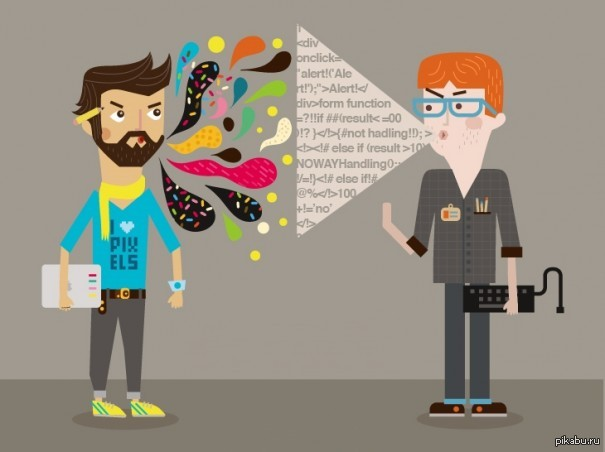 I
PIX
ELS
<div
onclick=
"alert!('Ale
rt!');">Alert!</
div>form function
=?!!if ##(result< =00
)!? }</!>{#not hadling!!); >
<!><!# else if (result >10)
NOWAYHandling();
!/=!}<!# else if!#
@%</!>100
+!='no'
</!>
pikabu.ru